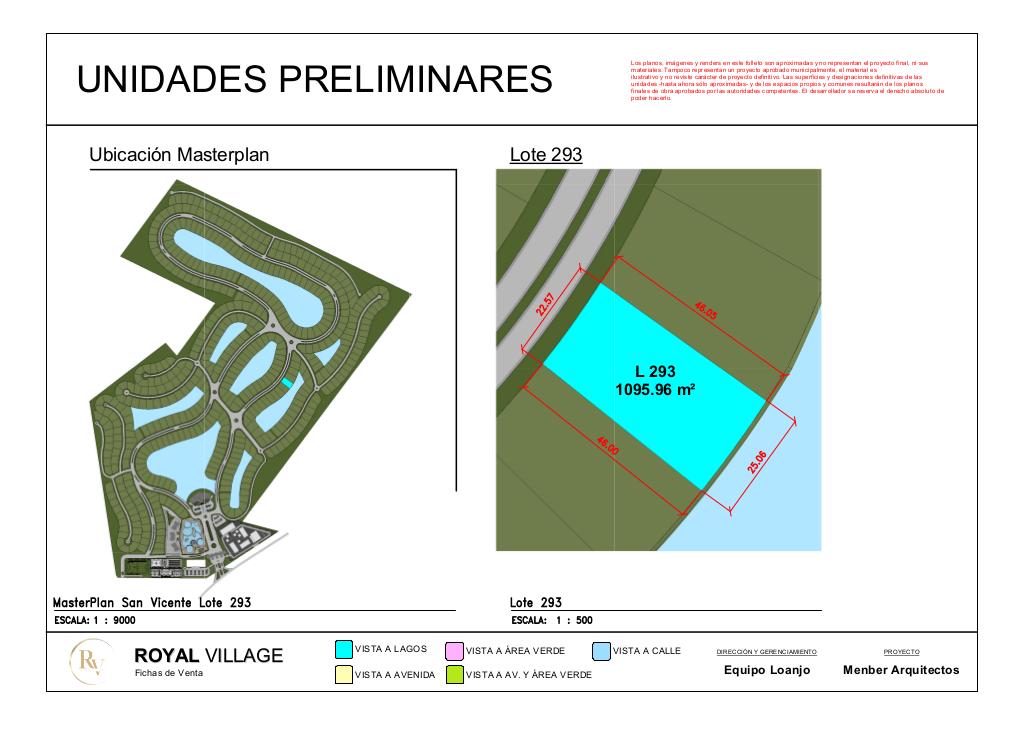 UNIDADES PRELIMINARES
Los planos, imágenes y renders en este folleto son aproximadas y no representan el proyecto final, ni sus
materiales. Tampoco representan un proyecto aprobado municipalmente, el material es
ilustrativo y no reviste carácter de proyecto definitivo. Las superficies y designaciones definitivas de las
unidades -hasta ahora sólo aproximadas- y de los espacios propios y comunes resultarán de los planos
finales de obra aprobados por las autoridades competentes. El desarrollador se reserva el derecho absoluto de
poder hacerlo.
Ubicación Masterplan
Lote 293
22.57
46.05
L 293
1095.96 m²
46.00
25.06
MasterPlan San Vicente Lote 293
ESCALA: 1 : 9000
Lote 293
ESCALA: 1 : 500
RV
ROYAL VILLAGE
Fichas de Venta
VISTA A LAGOS
VISTA A ÁREA VERDE
VISTA A CALLE
VISTA A AVENIDA
VISTA A AV. Y ÁREA VERDE
DIRECCIÓN Y GERENCIAMIENTO
Equipo Loanjo
PROYECTO
Menber Arquitectos